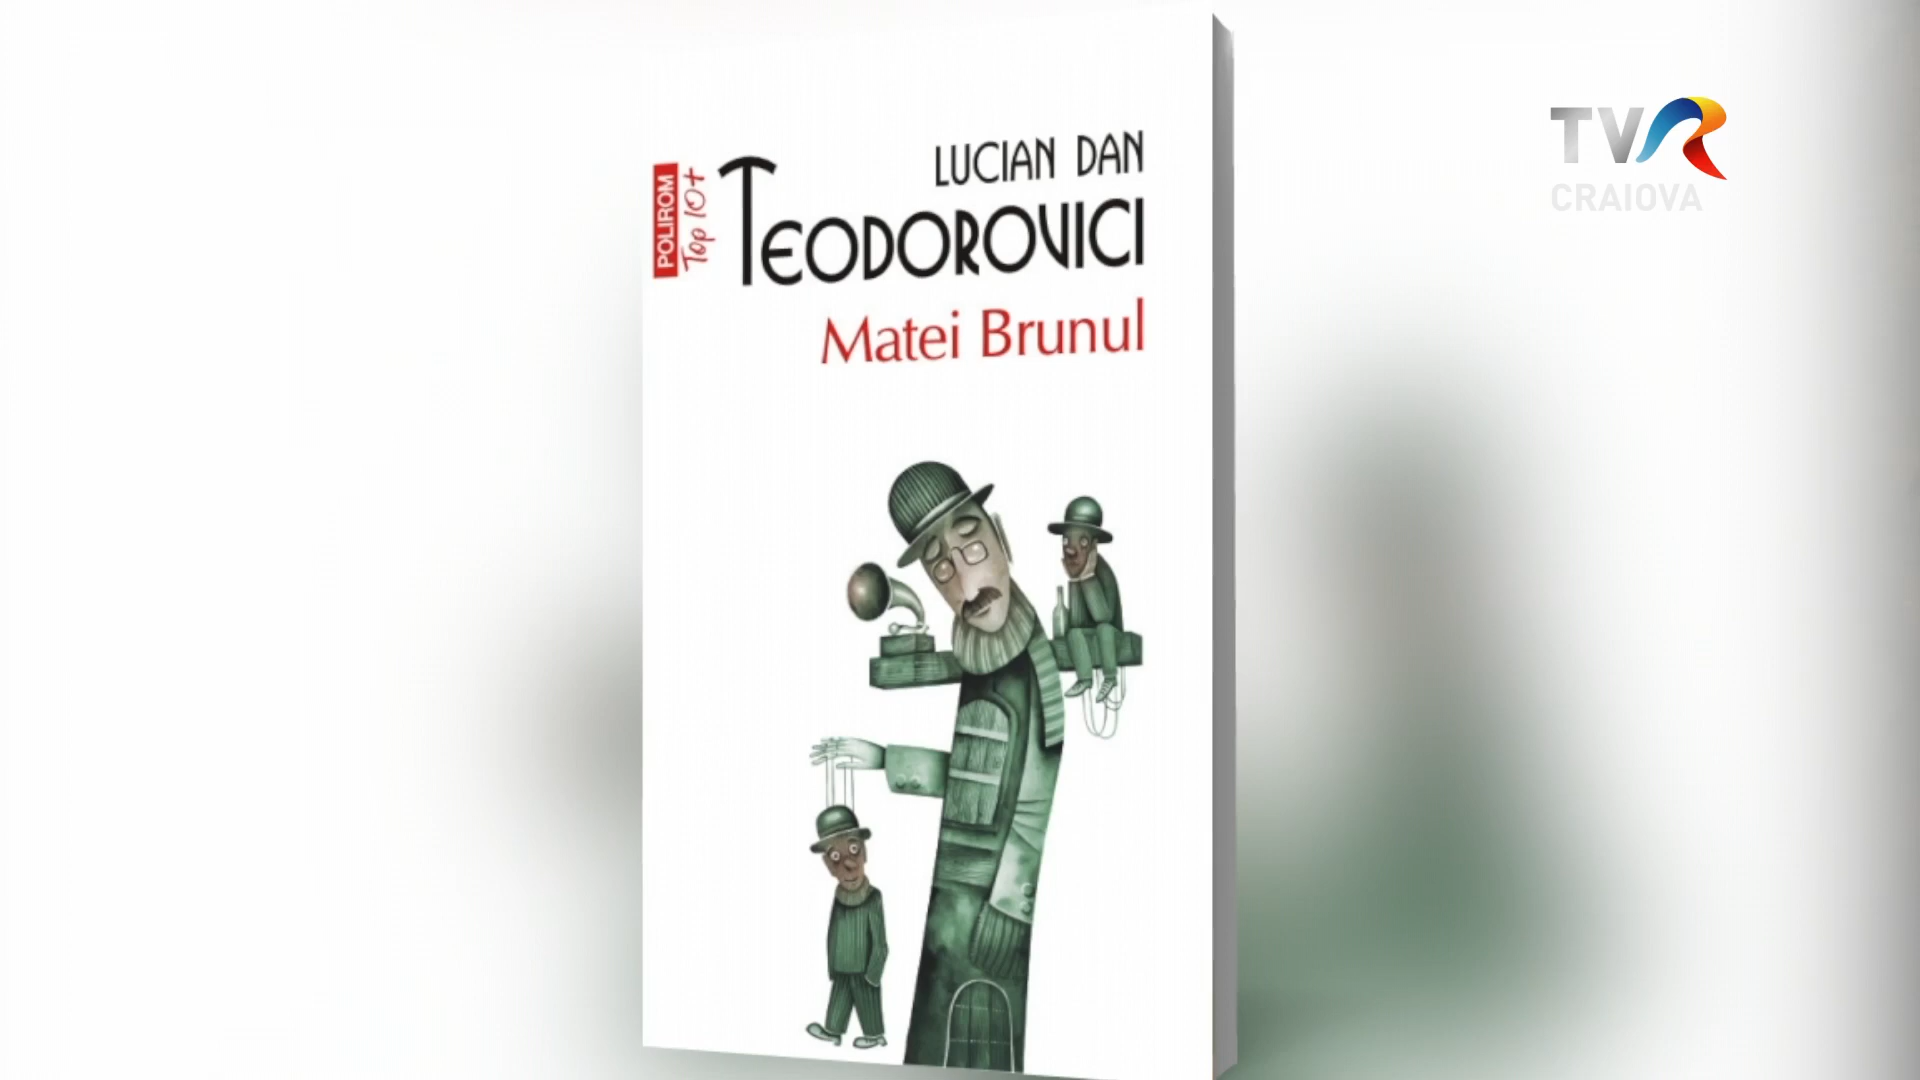 LUCIAN DAN
TEODOROVICI
Matei Brunul
POLIROM
Top 10+
TVR
CRAIOVA